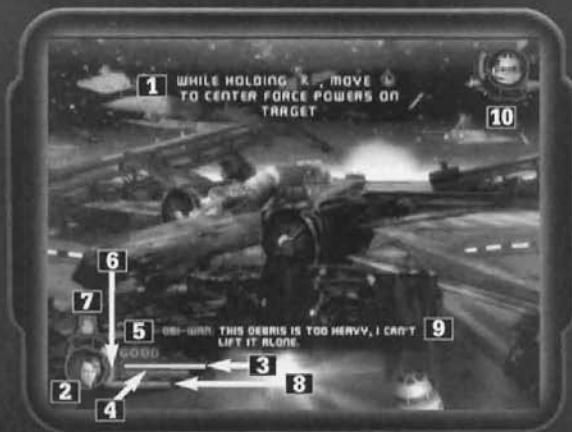 1 WHILE HOLDING , MOVE
TO CENTER FORCE POWERS ON
TARGET
10
6
7
5 OBI-WAN: THIS DEBRIS IS TOO HEAVY, I CAN'T 9
LIFT IT ALONE.
GOOD
3
2
8
4